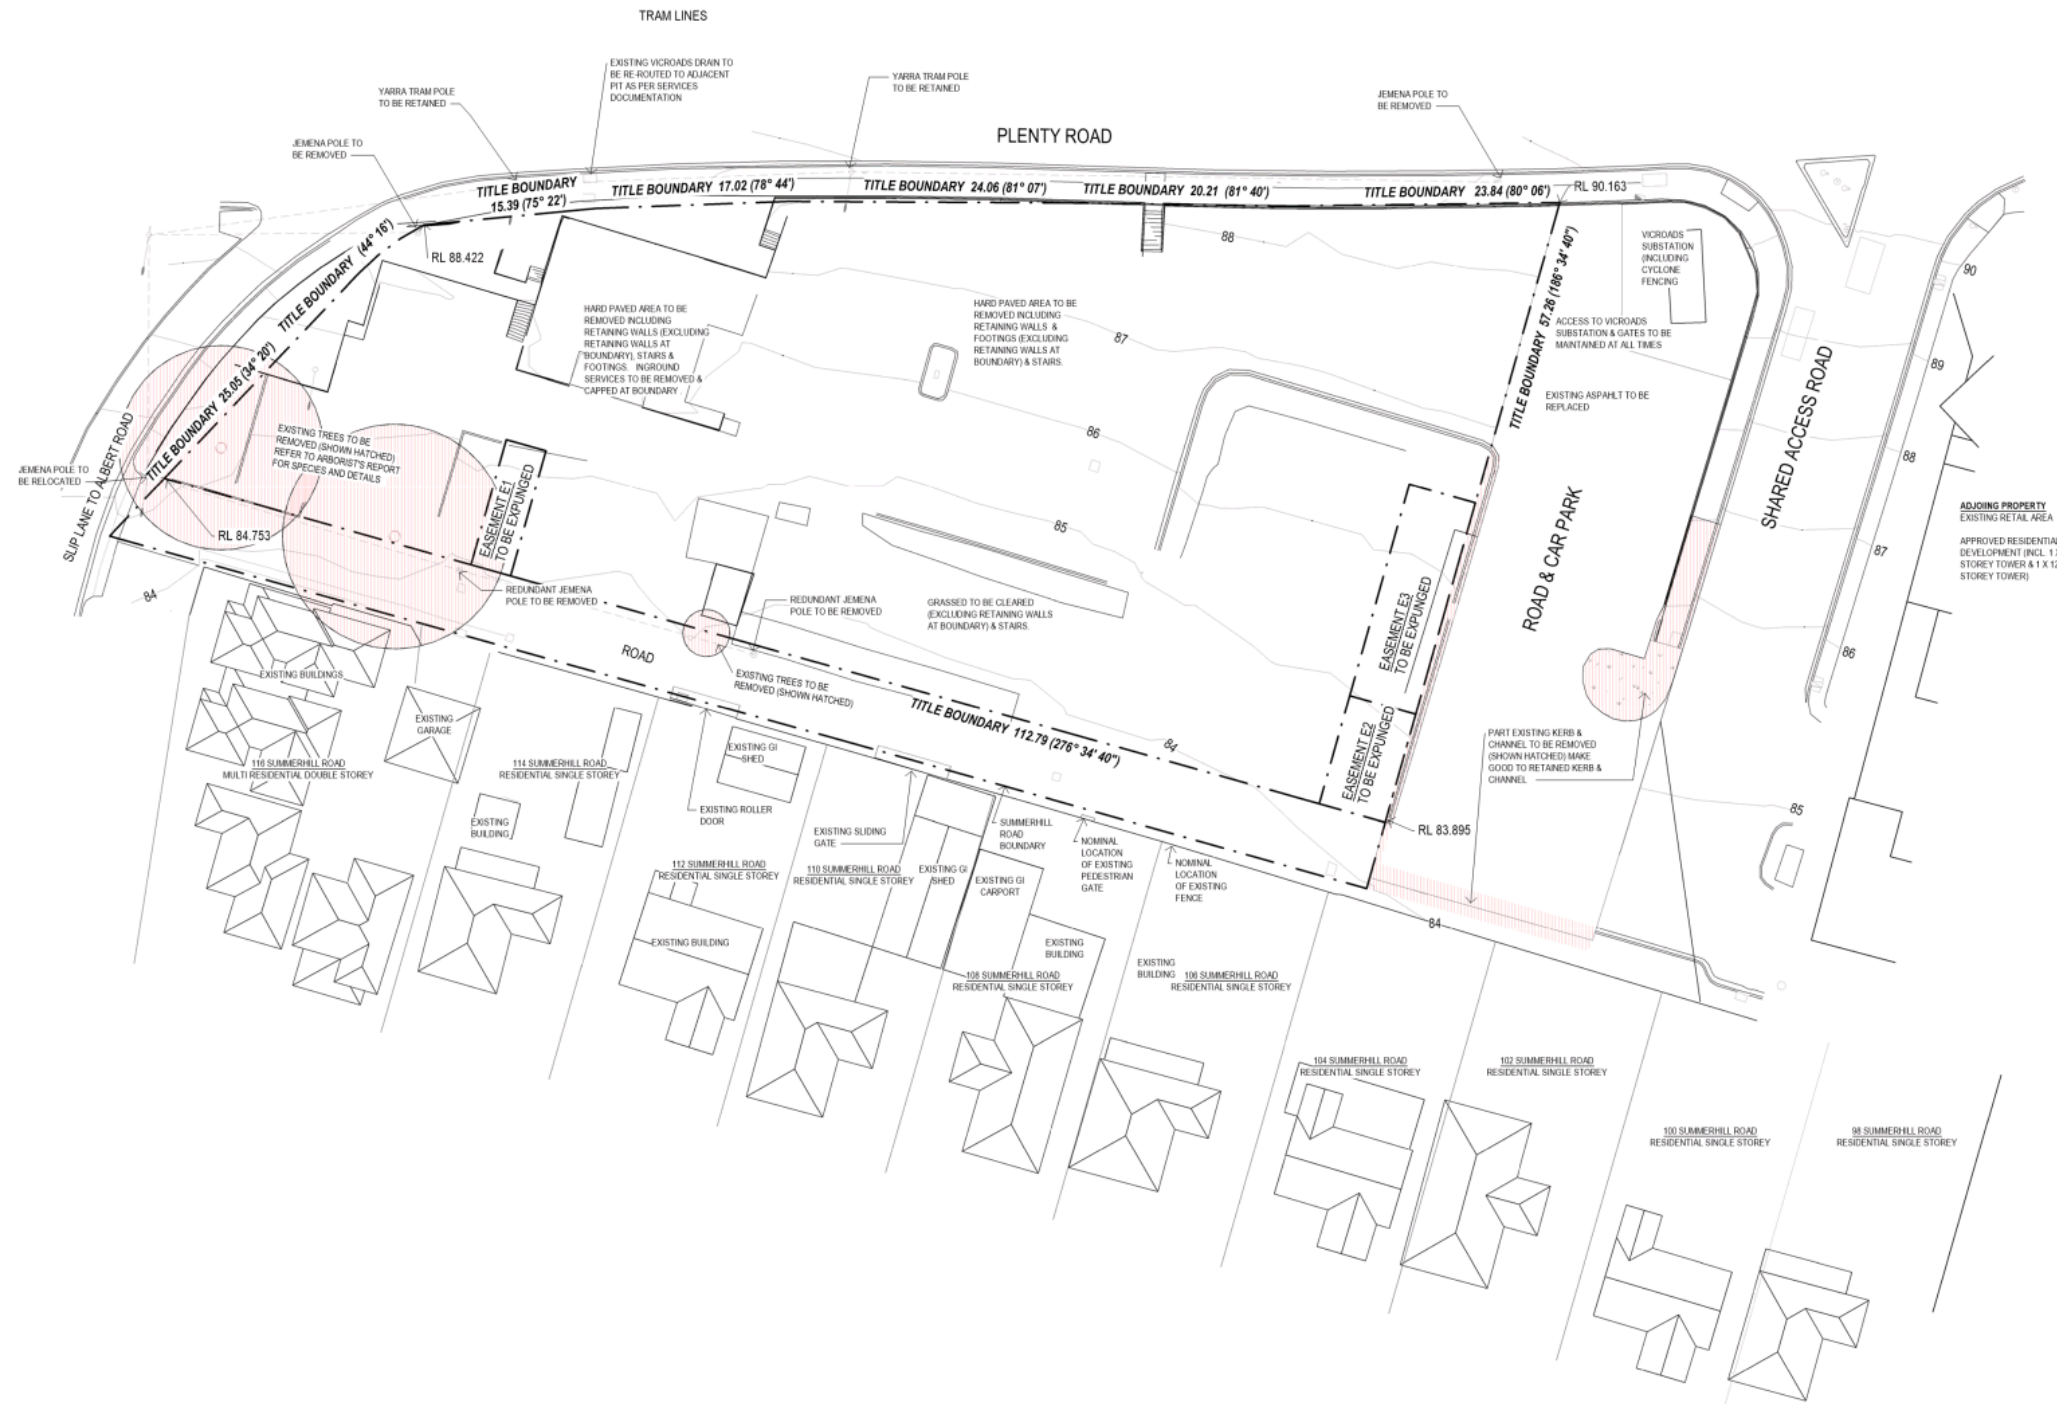 TRAM LINES
EXISTING VICROADS DRAIN TO
BE RE-ROUTED TO ADJACENT
PIT AS PER SERVICES
DOCUMENTATION
YARRA TRAM POLE
TO BE RETAINED
YARRA TRAM POLE
TO BE RETAINED
JEMENA POLE TO
BE REMOVED
JEMENA POLE TO
BE REMOVED
PLENTY ROAD
TITLE BOUNDARY
15.39 (75° 22')
TITLE BOUNDARY 17.02 (78° 44')
TITLE BOUNDARY 24.06 (81° 07')
TITLE BOUNDARY 20.21 (81° 40')
TITLE BOUNDARY 23.84 (80° 06')
RL 90.163
TITLE BOUNDARY (44° 16')
RL 88.422
88
VICROADS
SUBSTATION
(INCLUDING
CYCLONE
FENCING
90
HARD PAVED AREA TO BE
REMOVED INCLUDING
RETAINING WALLS (EXCLUDING
RETAINING WALLS AT
BOUNDARY), STAIRS &
FOOTINGS. INGROUND
SERVICES TO BE REMOVED &
CAPPED AT BOUNDARY
HARD PAVED AREA TO BE
REMOVED INCLUDING
RETAINING WALLS &
FOOTINGS (EXCLUDING
RETAINING WALLS AT
BOUNDARY) & STAIRS.
87
TITLE BOUNDARY 57.26 (186° 34' 40")
ACCESS TO VICROADS
SUBSTATION & GATES TO BE
MAINTAINED AT ALL TIMES
SHARED ACCESS ROAD
89
EXISTING ASPAHLT TO BE
REPLACED
TITLE BOUNDARY 25.05 (34° 20')
SLIP LANE TO ALBERT ROAD
86
88
EXISTING TREES TO BE
REMOVED (SHOWN HATCHED)
REFER TO ARBORIST'S REPORT
FOR SPECIES AND DETAILS
JEMENA POLE TO
BE RELOCATED
EASEMENT E1
TO BE EXPUNGED
85
ROAD & CAR PARK
ADJOING PROPERTY
EXISTING RETAIL AREA
APPROVED RESIDENTIAL
DEVELOPMENT (INCL. 1 X
STOREY TOWER & 1 X 12
STOREY TOWER)
RL 84.753
87
84
REDUNDANT JEMENA
POLE TO BE REMOVED
REDUNDANT JEMENA
POLE TO BE REMOVED
GRASSED TO BE CLEARED
(EXCLUDING RETAINING WALLS
AT BOUNDARY) & STAIRS.
EASEMENT E3
TO BE EXPUNGED
86
ROAD
EXISTING BUILDINGS
EXISTING TREES TO BE
REMOVED (SHOWN HATCHED)
EXISTING
GARAGE
TITLE BOUNDARY 112.79 (276° 34' 40")
84
EASEMENT E2
TO BE EXPUNGED
PART EXISTING KERB &
CHANNEL TO BE REMOVED
(SHOWN HATCHED) MAKE
GOOD TO RETAINED KERB &
CHANNEL
EXISTING GI
SHED
116 SUMMERHILL ROAD
MULTI RESIDENTIAL DOUBLE STOREY
114 SUMMERHILL ROAD
RESIDENTIAL SINGLE STOREY
85
EXISTING ROLLER
DOOR
EXISTING
BUILDING
EXISTING SLIDING
GATE
SUMMERHILL
ROAD
BOUNDARY
NOMINAL
LOCATION
OF EXISTING
PEDESTRIAN
GATE
NOMINAL
LOCATION
OF EXISTING
FENCE
RL 83.895
112 SUMMERHILL ROAD
RESIDENTIAL SINGLE STOREY
110 SUMMERHILL ROAD
RESIDENTIAL SINGLE STOREY
EXISTING GI
SHED
EXISTING GI
CARPORT
84
EXISTING BUILDING
EXISTING
BUILDING
EXISTING
BUILDING
108 SUMMERHILL ROAD
RESIDENTIAL SINGLE STOREY
106 SUMMERHILL ROAD
RESIDENTIAL SINGLE STOREY
104 SUMMERHILL ROAD
RESIDENTIAL SINGLE STOREY
102 SUMMERHILL ROAD
RESIDENTIAL SINGLE STOREY
100 SUMMERHILL ROAD
RESIDENTIAL SINGLE STOREY
98 SUMMERHILL ROAD
RESIDENTIAL SINGLE STOREY